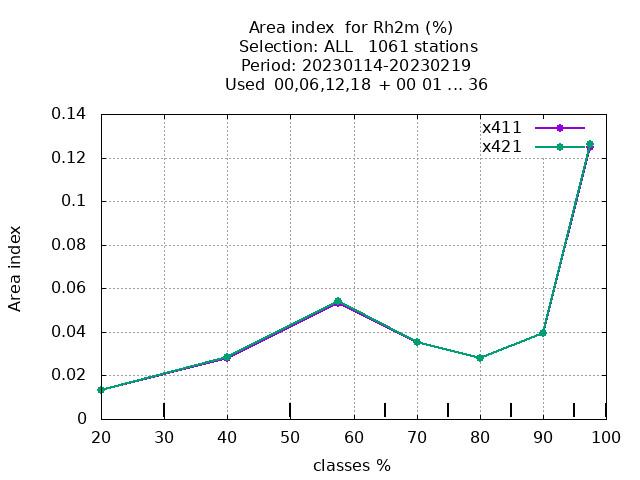 Area index  for Rh2m (%)
Selection: ALL   1061 stations
Period: 20230114-20230219
Used  00,06,12,18  + 00 01 ... 36
x411
x421
0.14
0.12
0.1
0.08
0.06
0.04
0.02
0
Area index
20 30 40 50 60 70 80 90 100
classes %